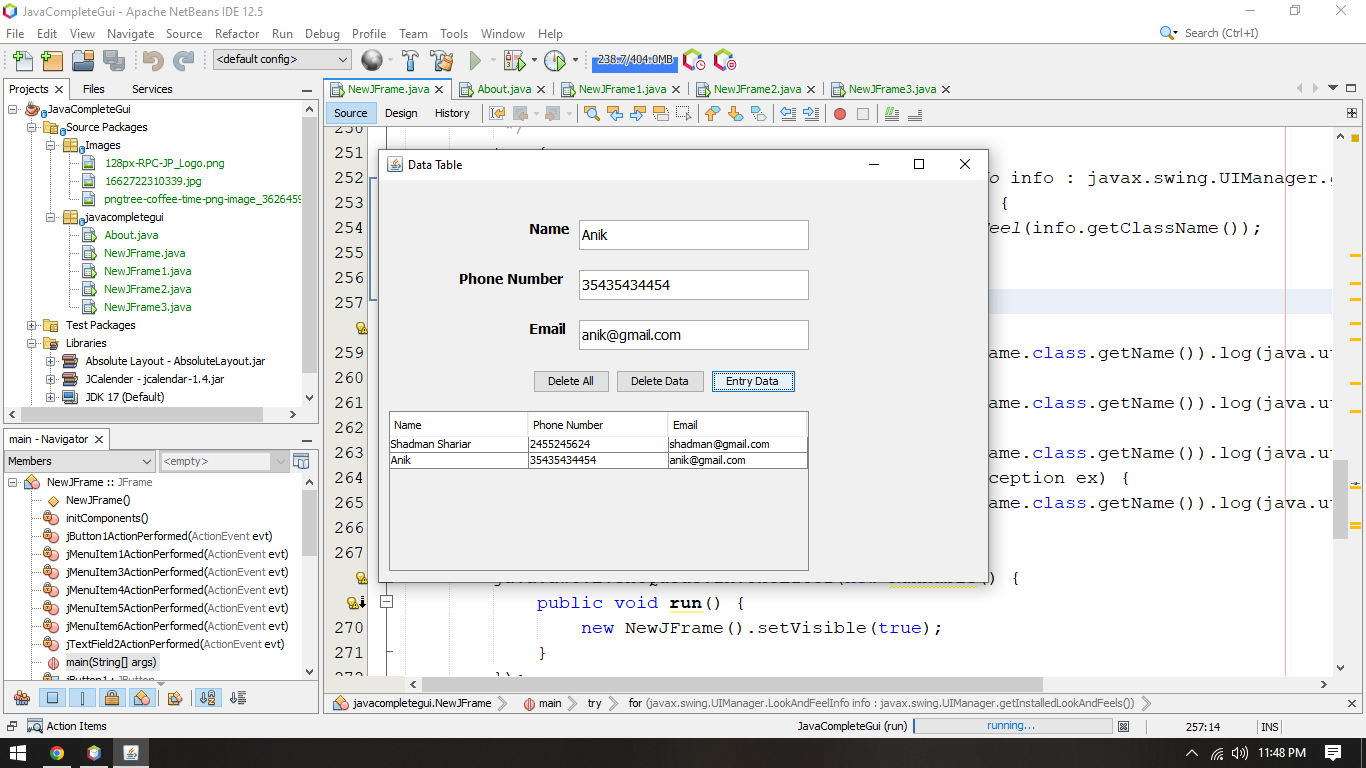 JavaCompleteGui - Apache NetBeans IDE 12.5
File Edit View Navigate Source Refactor Run Debug Profile Team Tools Window Help
Search (Ctrl+I)
<default config>
238.7/404.0MB
Projects Files Services
JavaCompleteGui
Source Packages
Images
128px-RPC-JP_Logo.png
1662722310339.jpg
pngtree-coffee-time-png-image_3626459
javacompletegui
About.java
NewJFrame.java
NewJFrame1.java
NewJFrame2.java
NewJFrame3.java
Test Packages
Libraries
Absolute Layout - AbsoluteLayout.jar
JCalender - jcalendar-1.4.jar
JDK 17 (Default)
main - Navigator
Members <empty>
NewJFrame :: JFrame
NewJFrame()
initComponents()
jButton1ActionPerformed(ActionEvent evt)
jMenuItem1ActionPerformed(ActionEvent evt)
jMenuItem3ActionPerformed(ActionEvent evt)
jMenuItem4ActionPerformed(ActionEvent evt)
jMenuItem5ActionPerformed(ActionEvent evt)
jMenuItem6ActionPerformed(ActionEvent evt)
jTextField2ActionPerformed(ActionEvent evt)
main(String[] args)
jButton1 : JButton
NewJFrame.java About.java NewJFrame1.java NewJFrame2.java NewJFrame3.java
Source Design History
250 */
251
252 info : javax.swing.UIManager.
253 {
254 eel(info.getClassName());
255
256
257
259 ame.class.getName()).log(java.ut
260
261 ame.class.getName()).log(java.ut
262
263 ame.class.getName()).log(java.ut
264 ception ex) {
265 ame.class.getName()).log(java.ut
266
267
() {
public void run() {
270 new NewJFrame().setVisible(true);
271 }
272 });
Data Table
Name Anik
Phone Number 35435434454
Email anik@gmail.com
Delete All Delete Data Entry Data
Name Phone Number Email
Shadman Shariar 2455245624 shadman@gmail.com
Anik 35435434454 anik@gmail.com
javacompletegui.NewJFrame main try for (javax.swing.UIManager.LookAndFeelInfo info : javax.swing.UIManager.getInstalledLookAndFeels())
Action Items
JavaCompleteGui (run) running... 257:14 INS
11:48 PM